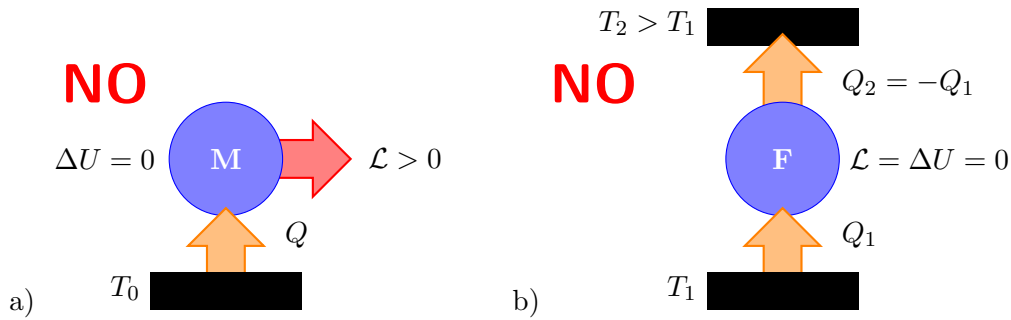 NO
ΔU = 0
M
ℒ > 0
Q
T₀
a)
T₂ > T₁
NO
Q₂ = −Q₁
F
ℒ = ΔU = 0
Q₁
T₁
b)